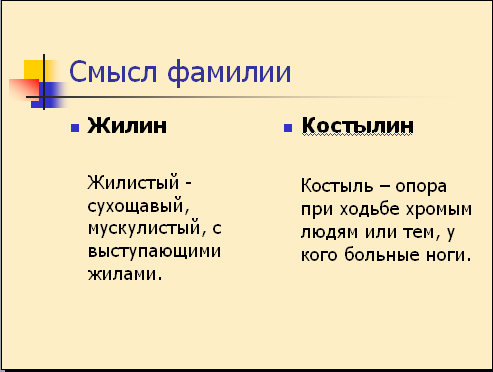 Смысл фамилии
Жилин
Жилистый -
сухощавый,
мускулистый, с
выступающими
жилами.
Костылин
Костыль – опора
при ходьбе хромым
людям или тем, у
кого больные ноги.